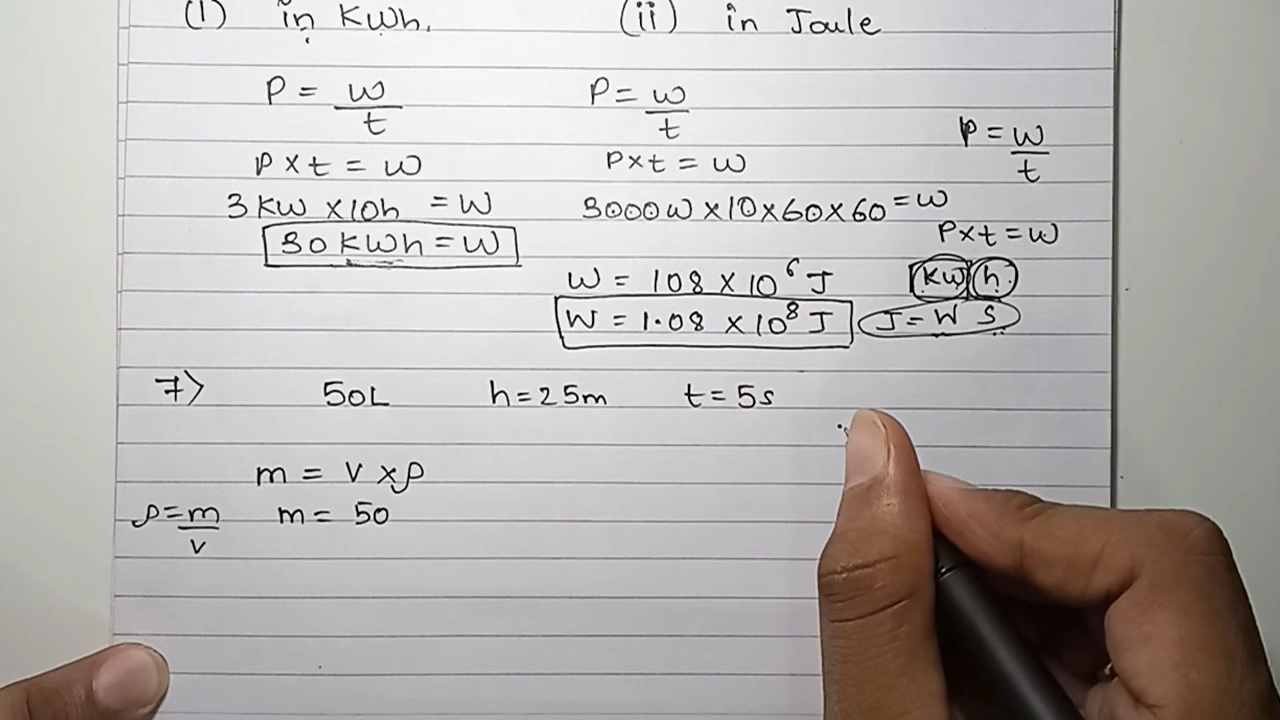 (i) in KWh.
(ii) in Joule
P = W/t
P × t = W
3 KW × 10h = W
30 KWh = W
P = W/t
P×t = W
3000W × 10 × 60 × 60 = W
W = 108 × 10⁶ J
W = 1.08 × 10⁸ J
P = W/t
P×t = W
KW h
J = W S
7> 50L h = 25m t = 5s
m = V × ρ
ρ = m/v m = 50